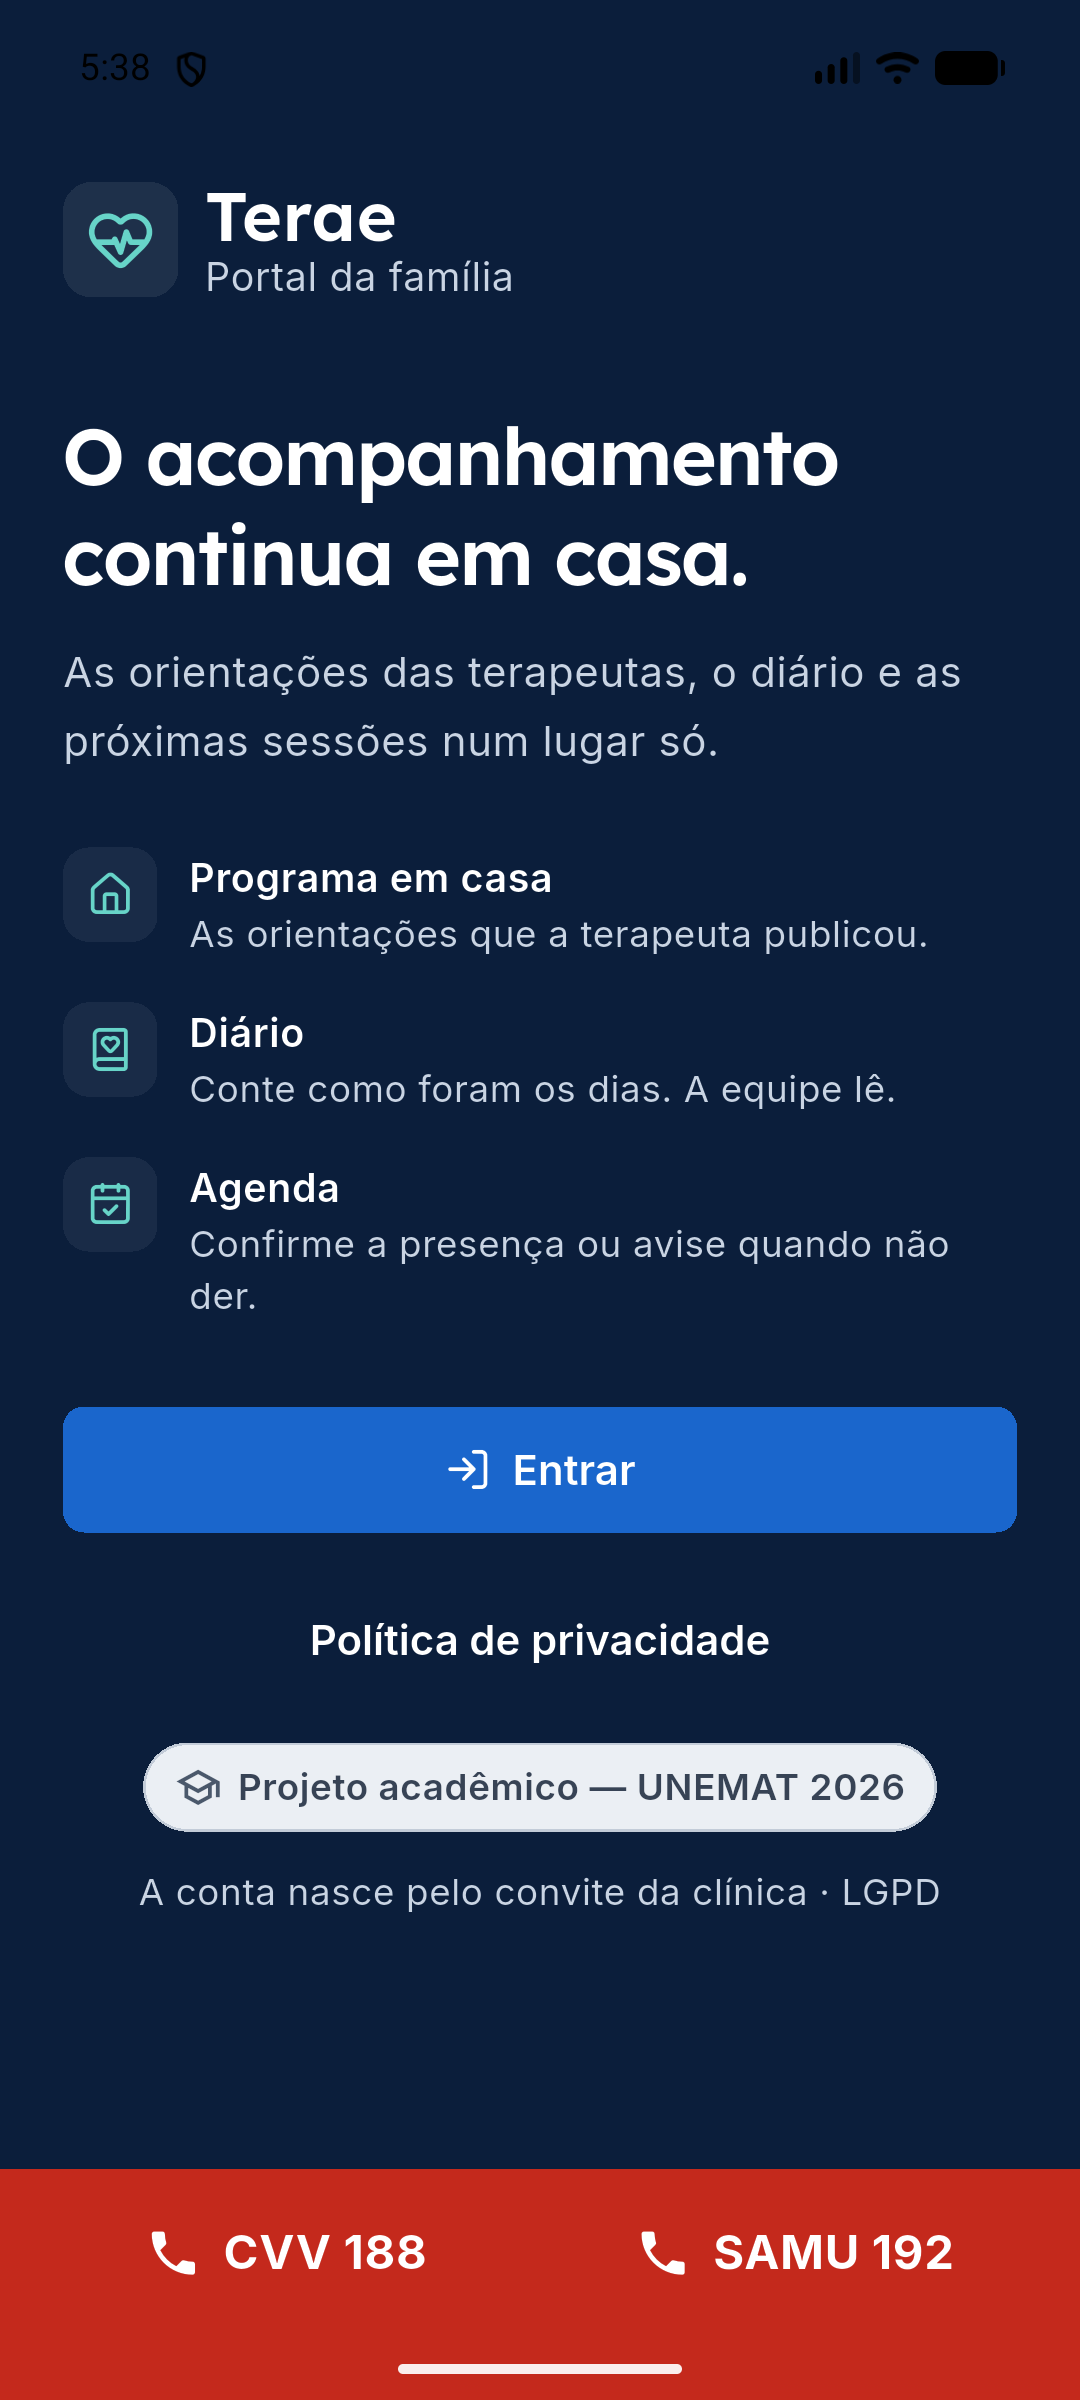 5:38
Terae
Portal da família
O acompanhamento
continua em casa.
As orientações das terapeutas, o diário e as
próximas sessões num lugar só.
Programa em casa
As orientações que a terapeuta publicou.
Diário
Conte como foram os dias. A equipe lê.
Agenda
Confirme a presença ou avise quando não
der.
Entrar
Política de privacidade
Projeto acadêmico — UNEMAT 2026
A conta nasce pelo convite da clínica · LGPD
CVV 188
SAMU 192